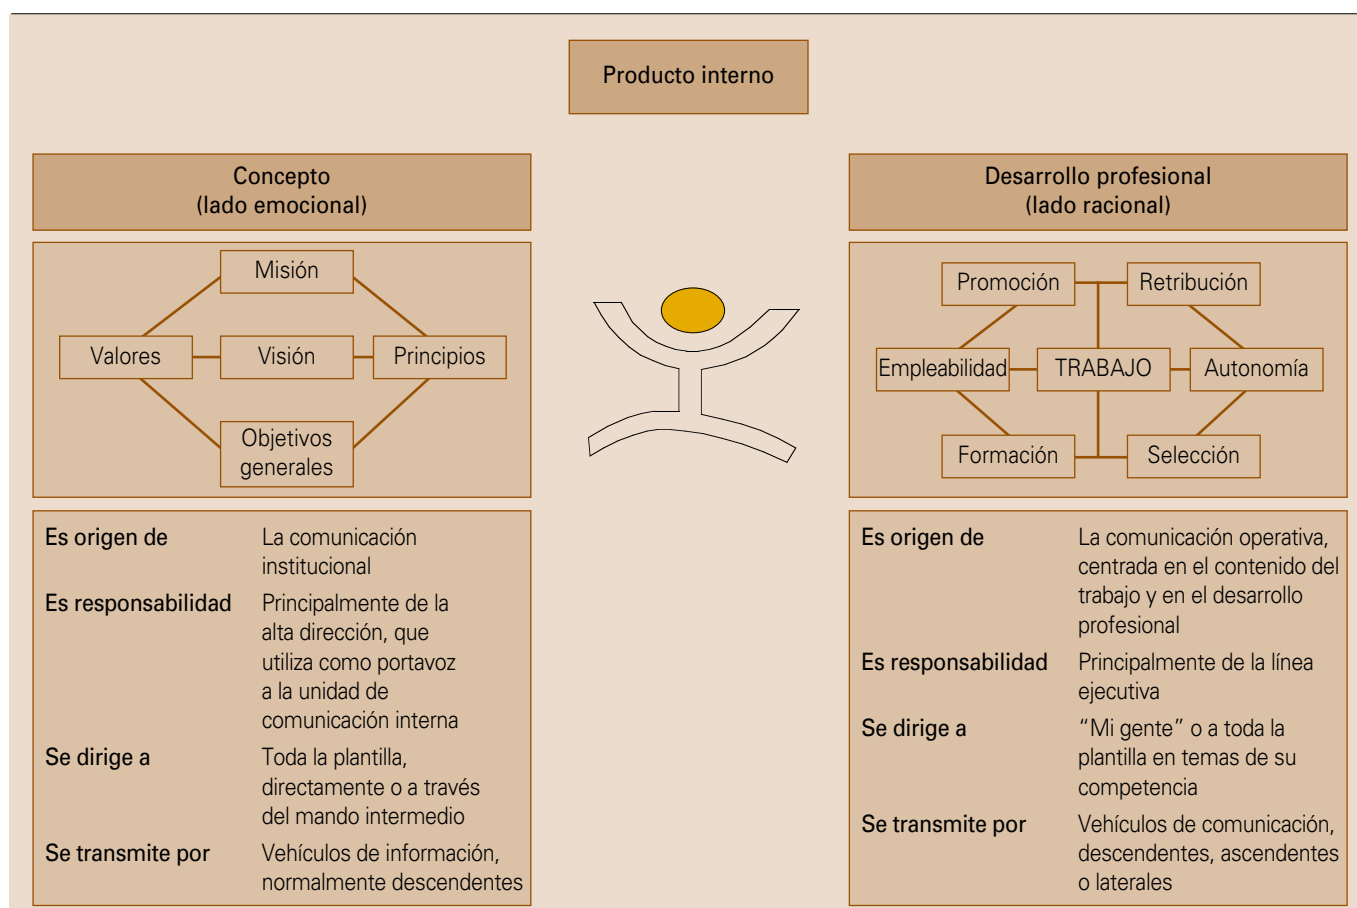 Producto interno
Concepto
(lado emocional)
Misión
Valores
Visión
Principios
Objetivos
generales
Es origen de
La comunicación
institucional
Es responsabilidad
Principalmente de la
alta dirección, que
utiliza como portavoz
a la unidad de
comunicación interna
Se dirige a
Toda la plantilla,
directamente o a través
del mando intermedio
Se transmite por
Vehículos de información,
normalmente descendentes
Desarrollo profesional
(lado racional)
Promoción
Retribución
Empleabilidad
TRABAJO
Autonomía
Formación
Selección
Es origen de
La comunicación operativa,
centrada en el contenido del
trabajo y en el desarrollo
profesional
Es responsabilidad
Principalmente de la línea
ejecutiva
Se dirige a
“Mi gente” o a toda la
plantilla en temas de su
competencia
Se transmite por
Vehículos de comunicación,
descendentes, ascendentes
o laterales